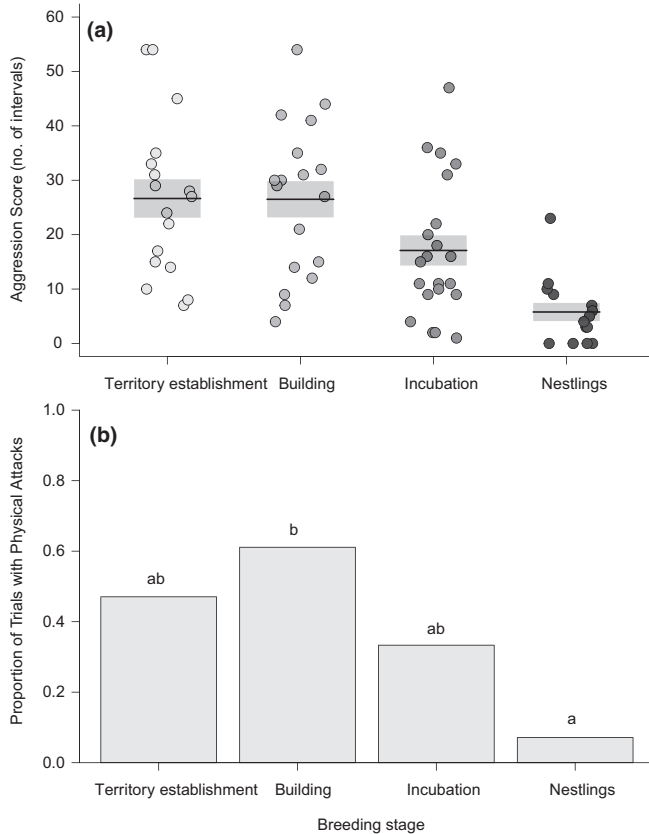 (a)
Aggression Score (no. of intervals)
60
50
40
30
20
10
0
Territory establishment Building Incubation Nestlings
(b)
Proportion of Trials with Physical Attacks
1.0
0.8
0.6
0.4
0.2
0.0
ab
b
ab
a
Territory establishment Building Incubation Nestlings
Breeding stage